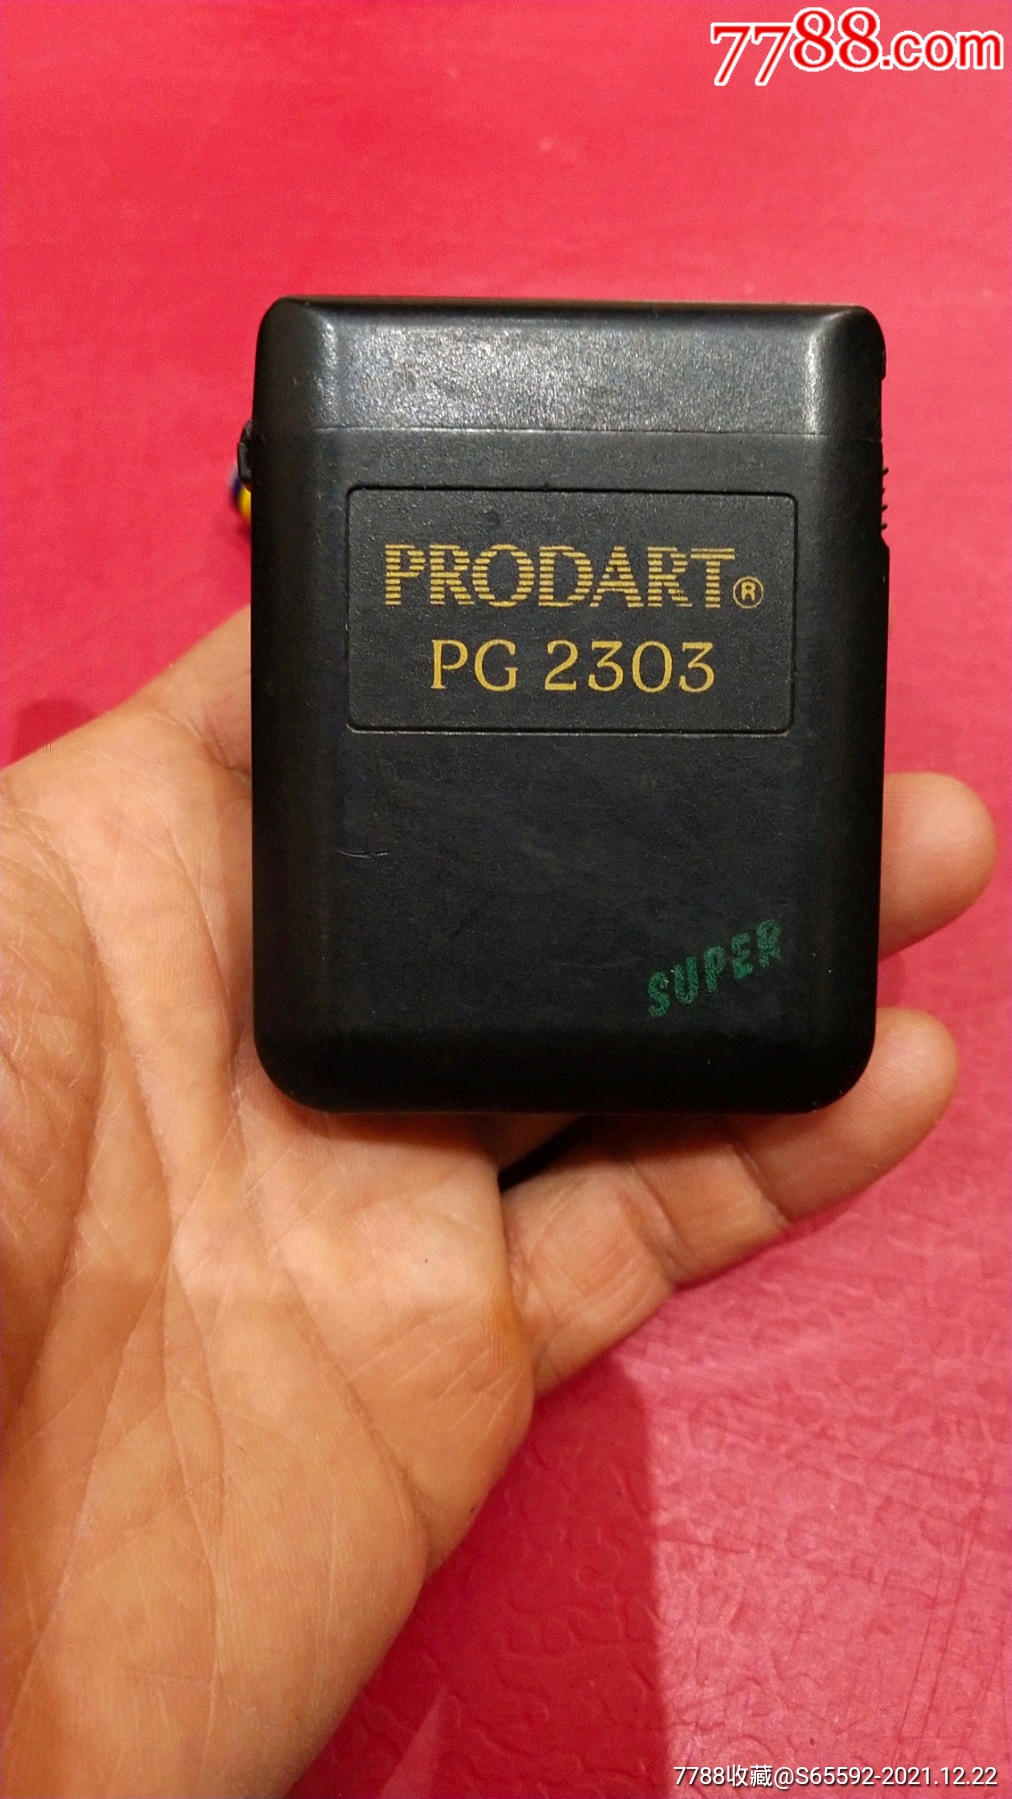 7788.com
PRODART®
PG 2303
SUPER
7788收藏@S65592-2021.12.22